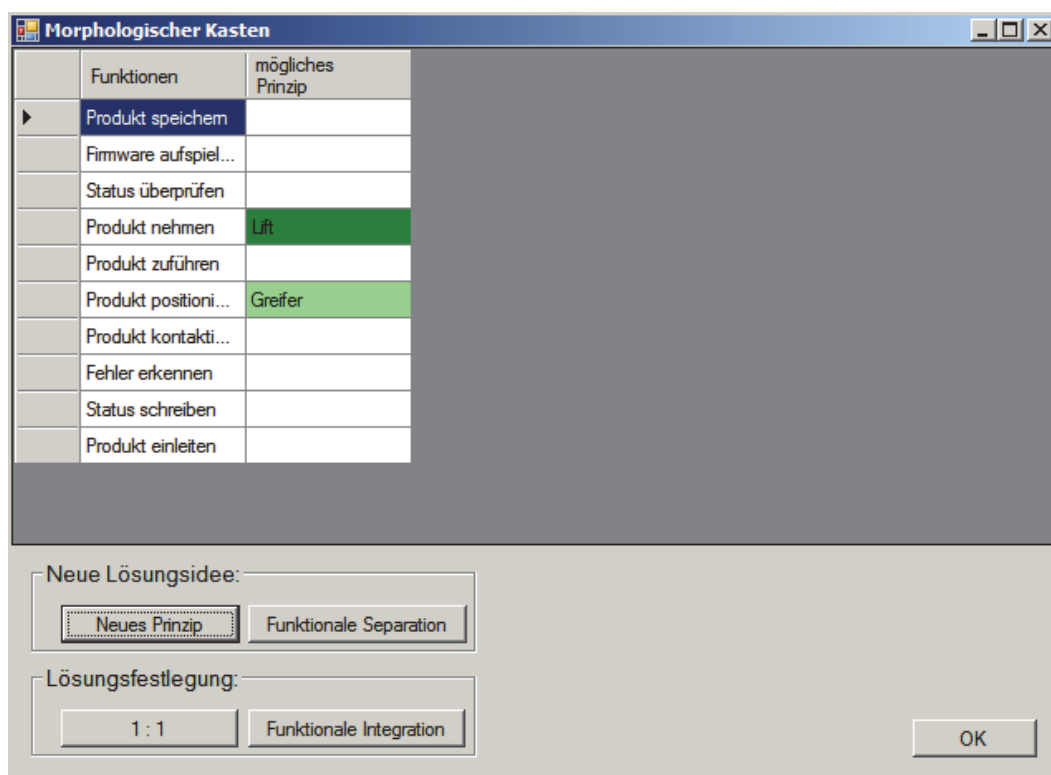 Morphologischer Kasten
Funktionen
mögliches
Prinzip
Produkt speichern
Firmware aufspiel...
Status überprüfen
Produkt nehmen Lift
Produkt zuführen
Produkt positioni... Greifer
Produkt kontakti...
Fehler erkennen
Status schreiben
Produkt einleiten
Neue Lösungsidee:
Neues Prinzip Funktionale Separation
Lösungsfestlegung:
1 : 1 Funktionale Integration
OK